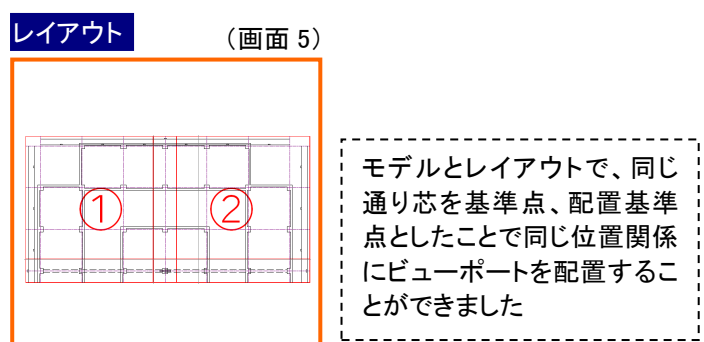 レイアウト
（画面 5）
① ②
モデルとレイアウトで、同じ
通り芯を基準点、配置基準
点としたことで同じ位置関係
にビューポートを配置するこ
とができました